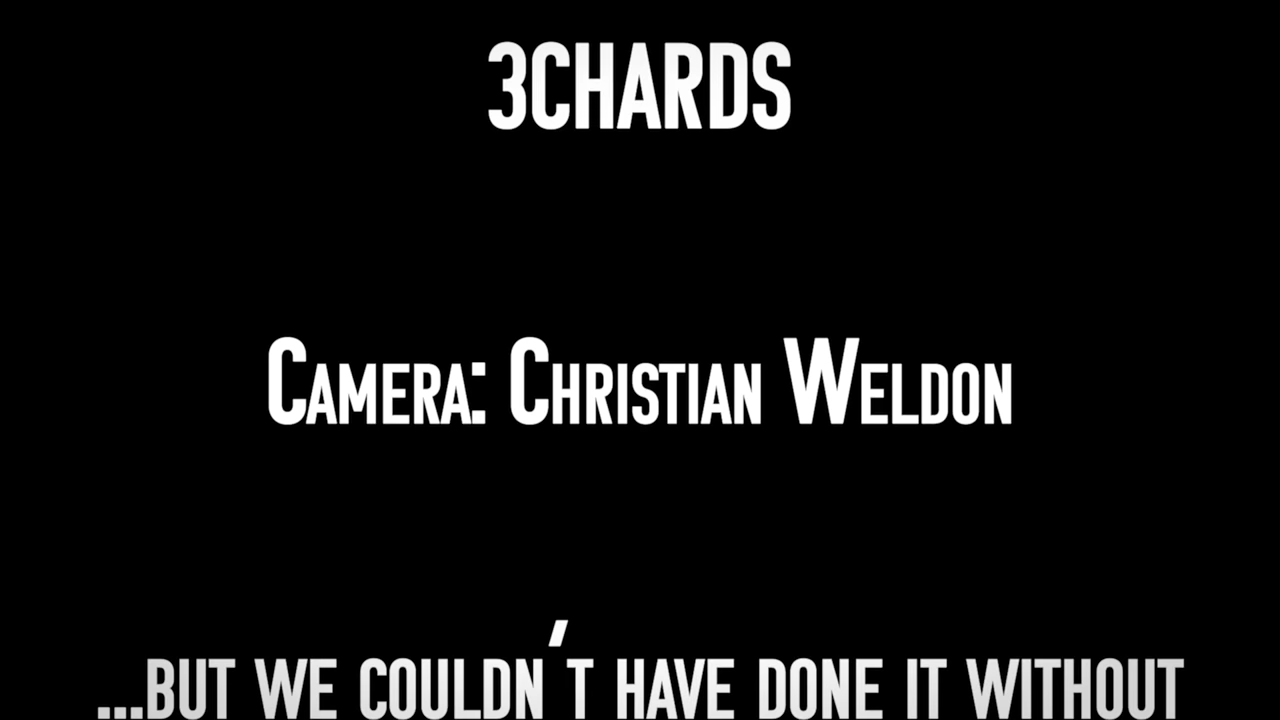 3CHARDS
Camera: Christian Weldon
...but we couldn't have done it without